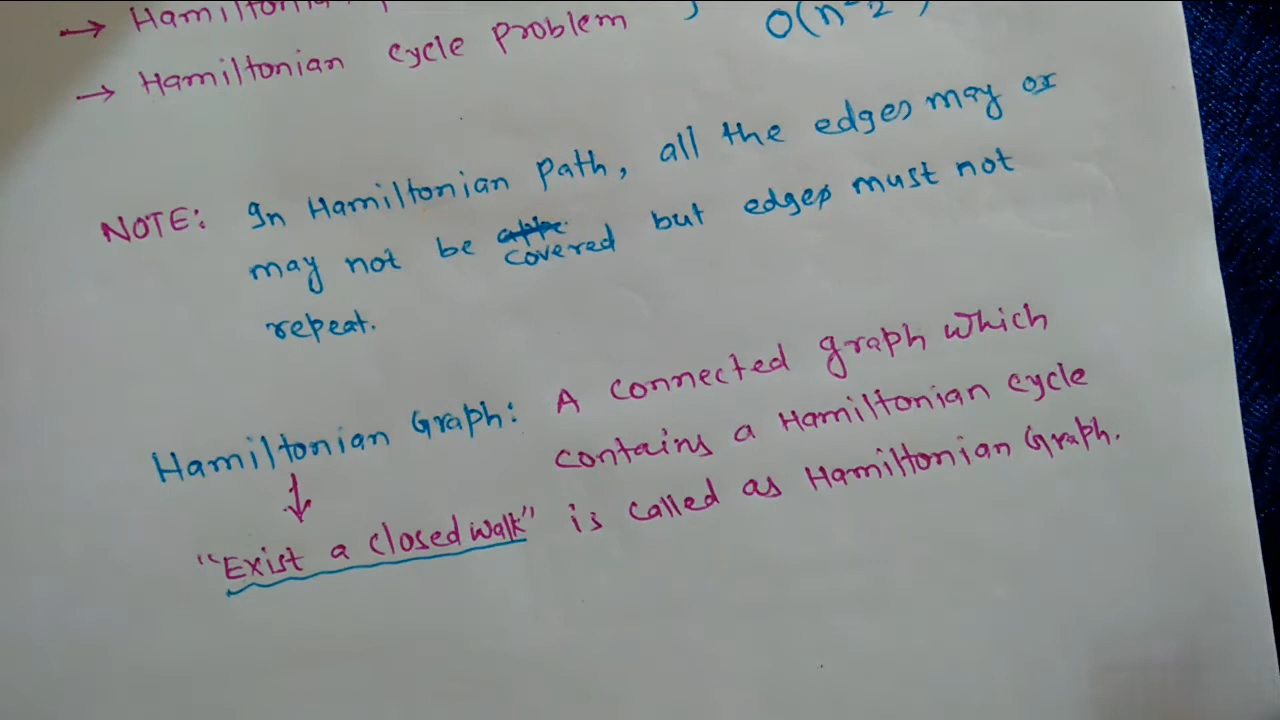 → Hamiltonian
→ Hamiltonian cycle problem
NOTE: In Hamiltonian path, all the edges may or
may not be covered but edges must not
repeat.
Hamiltonian Graph: A connected graph which
contains a Hamiltonian cycle
↓
"Exist a closed walk" is called as Hamiltonian Graph.